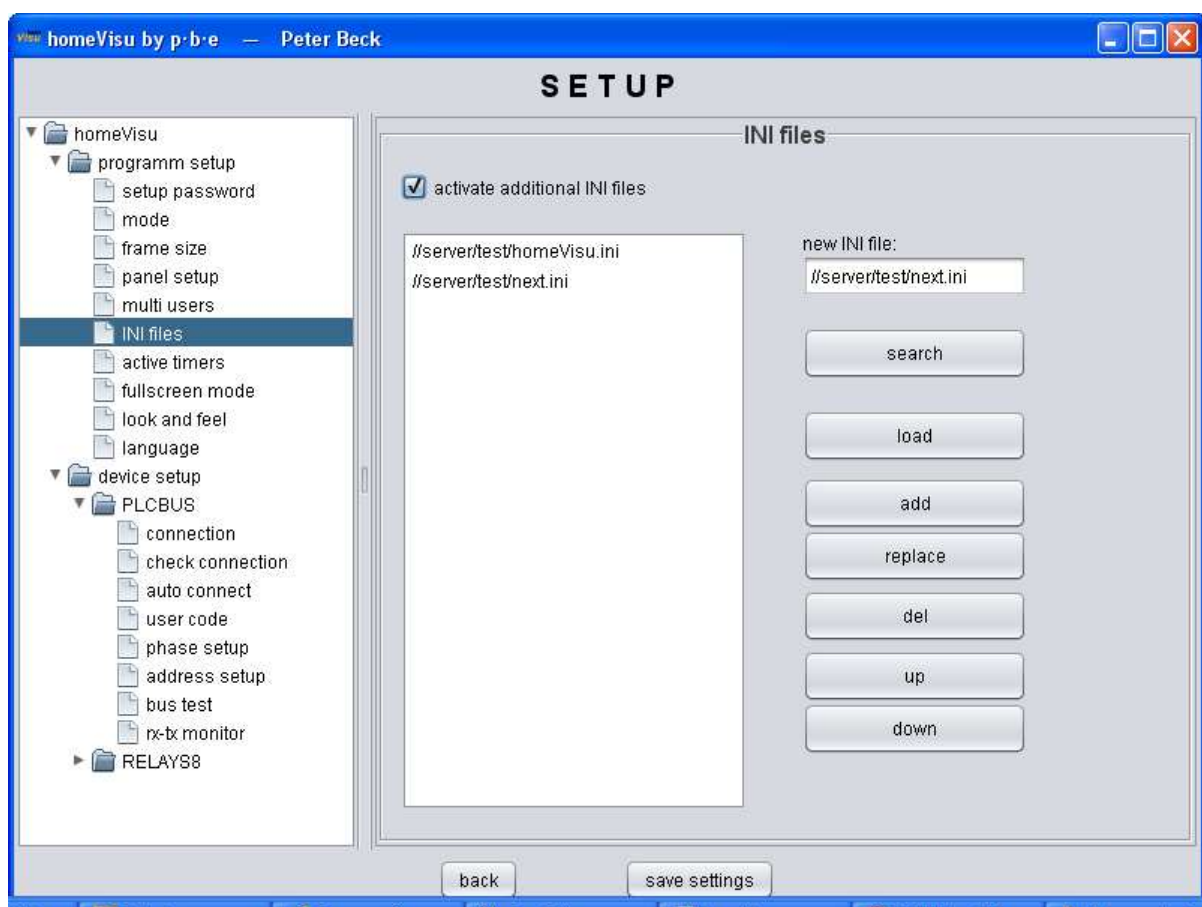 Visu homeVisu by p·b·e — Peter Beck
SETUP
homeVisu
programm setup
setup password
mode
frame size
panel setup
multi users
INI files
active timers
fullscreen mode
look and feel
language
device setup
PLCBUS
connection
check connection
auto connect
user code
phase setup
address setup
bus test
rx-tx monitor
RELAYS8
INI files
activate additional INI files
//server/test/homeVisu.ini
//server/test/next.ini
new INI file:
//server/test/next.ini
search
load
add
replace
del
up
down
back
save settings